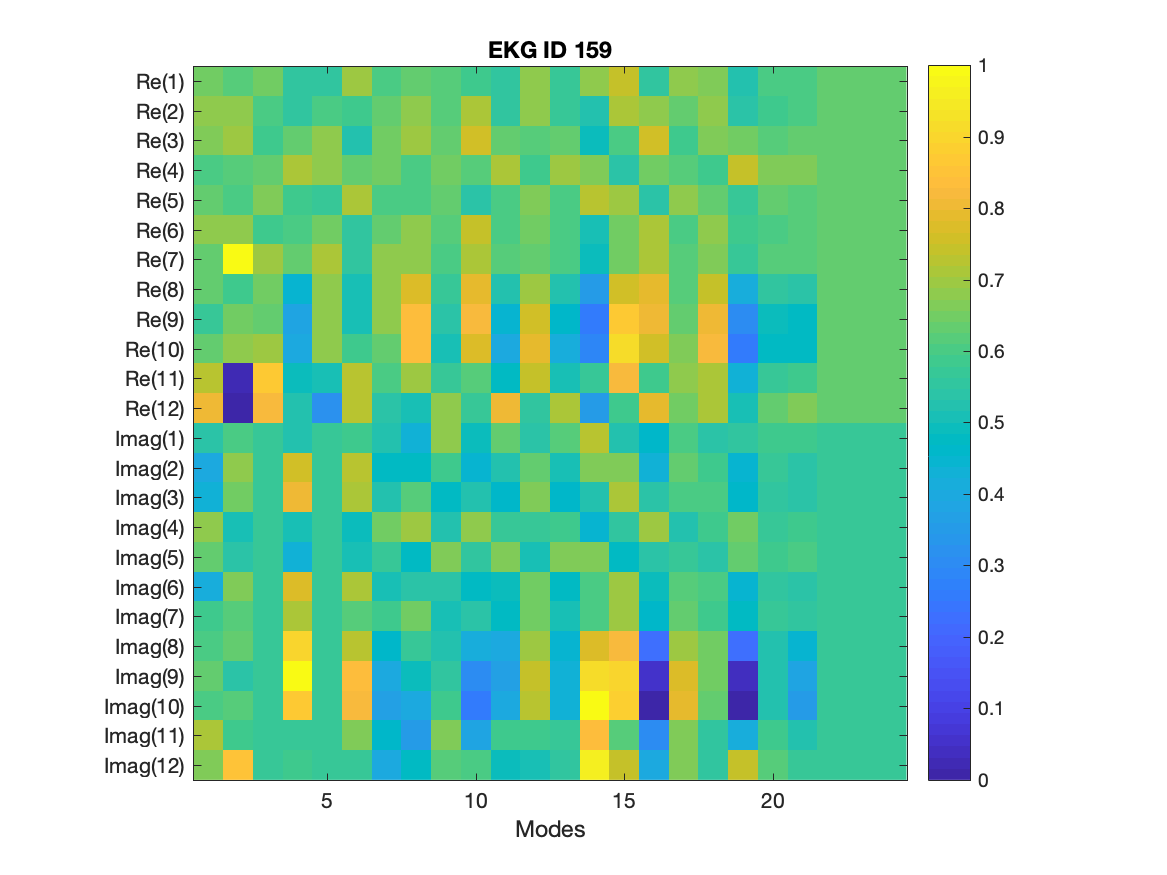 EKG ID 159
Re(1)
Re(2)
Re(3)
Re(4)
Re(5)
Re(6)
Re(7)
Re(8)
Re(9)
Re(10)
Re(11)
Re(12)
Imag(1)
Imag(2)
Imag(3)
Imag(4)
Imag(5)
Imag(6)
Imag(7)
Imag(8)
Imag(9)
Imag(10)
Imag(11)
Imag(12)
5 10 15 20
Modes
1
0.9
0.8
0.7
0.6
0.5
0.4
0.3
0.2
0.1
0